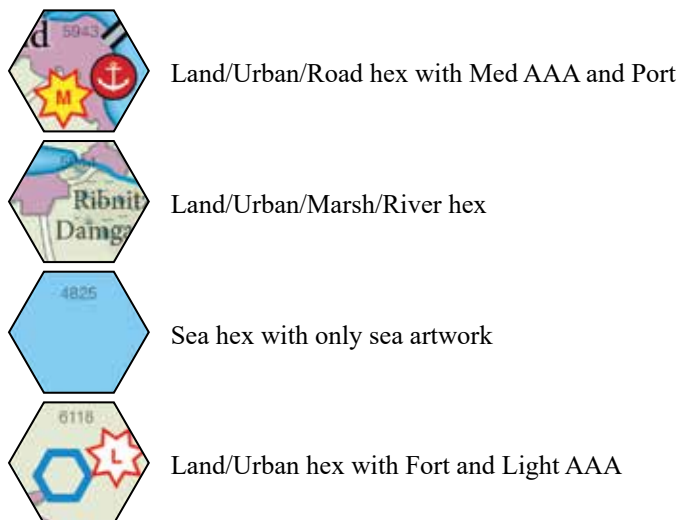 d
5943
M
Land/Urban/Road hex with Med AAA and Port
Ribnit
Damga
Land/Urban/Marsh/River hex
4825
Sea hex with only sea artwork
6118
L
Land/Urban hex with Fort and Light AAA